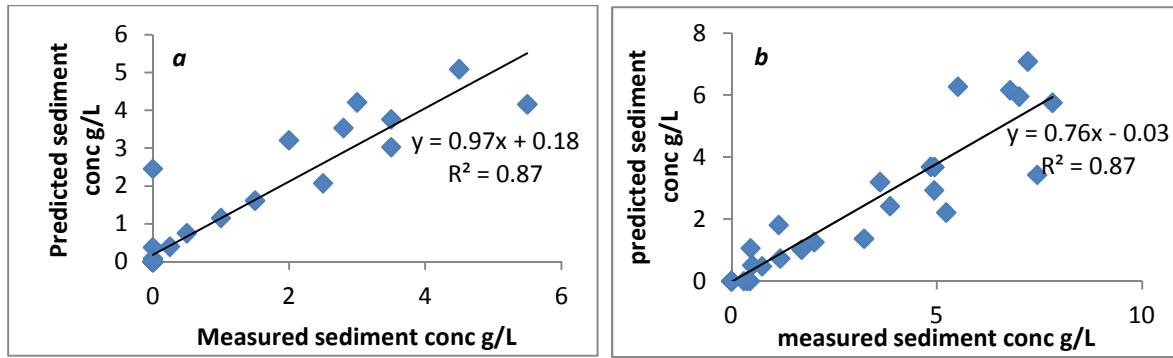 a
Predicted sediment
conc g/L
6
5
4
3
2
1
0
y = 0.97x + 0.18
R² = 0.87
0 2 4 6
Measured sediment conc g/L
b
predicted sediment
conc g/L
8
6
4
2
0
y = 0.76x - 0.03
R² = 0.87
0 5 10
measured sediment conc g/L